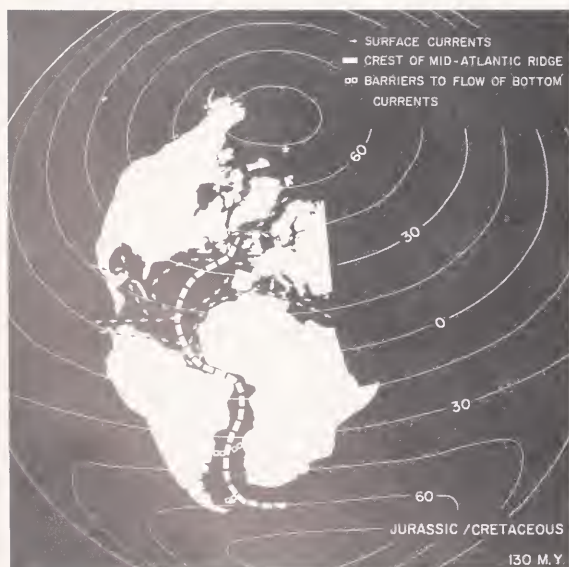 SURFACE CURRENTS
CREST OF MID-ATLANTIC RIDGE
BARRIERS TO FLOW OF BOTTOM
CURRENTS
60
30
0
30
60
JURASSIC/CRETACEOUS
130 M.Y.